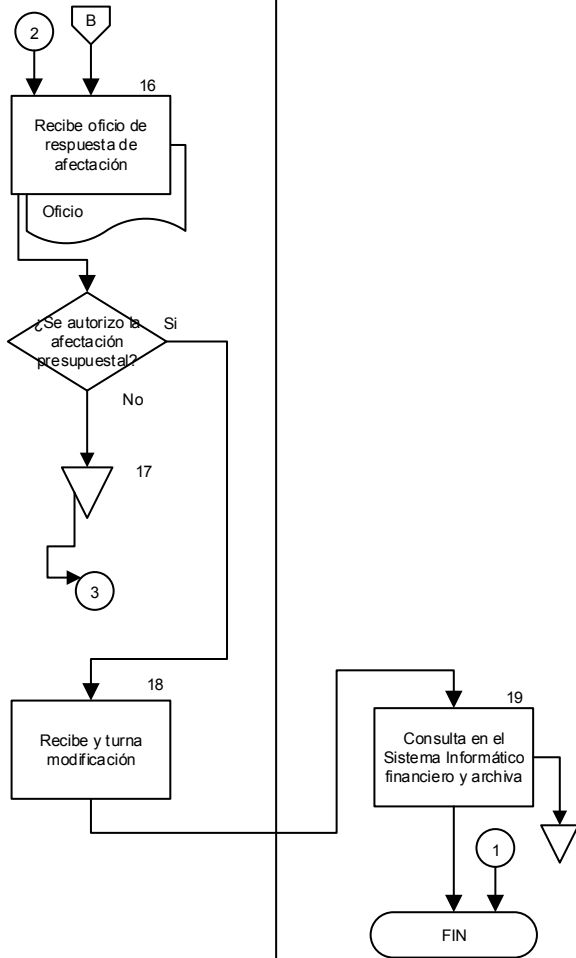 B
2
16
Recibe oficio de
respuesta de
afectación
Oficio
¿Se autorizo la
afectación
presupuestal?
Si
No
17
3
18
Recibe y turna
modificación
19
Consulta en el
Sistema Informático
financiero y archiva
1
FIN